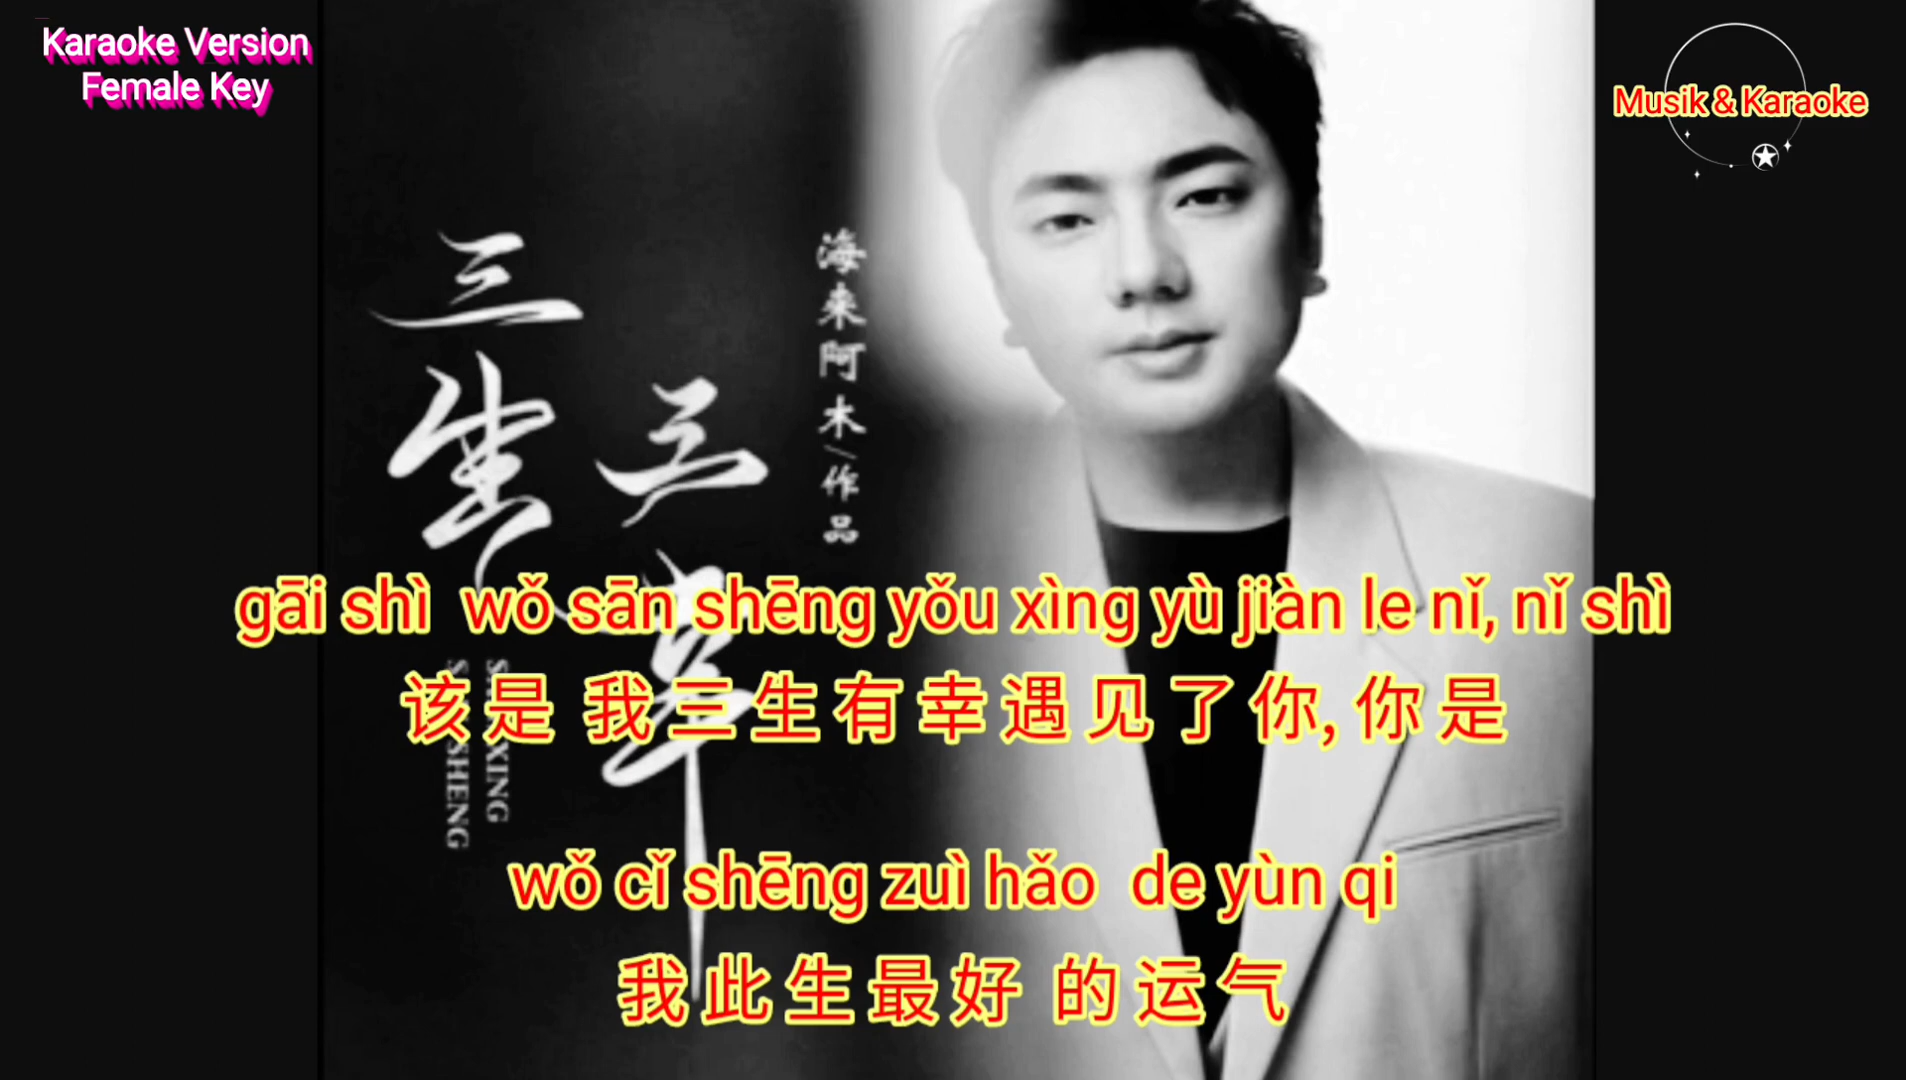 Karaoke Version
Female Key
Musik & Karaoke
三生三幸
海来阿木/作品
gāi shì wǒ sān shēng yǒu xìng yù jiàn le nǐ, nǐ shì
该是 我三生有幸遇见了你, 你是
wǒ cǐ shēng zuì hǎo de yùn qi
我此生最好 的运气
XING
SHENG